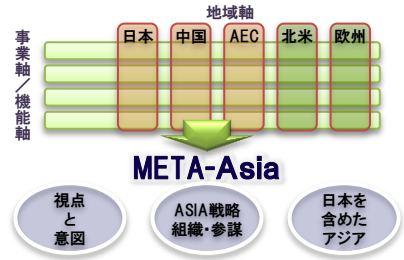 地域軸
事業軸／機能軸
日本
中国
AEC
北米
欧州
META-Asia
視点
と
意図
ASIA戦略
組織・参謀
日本を
含めた
アジア